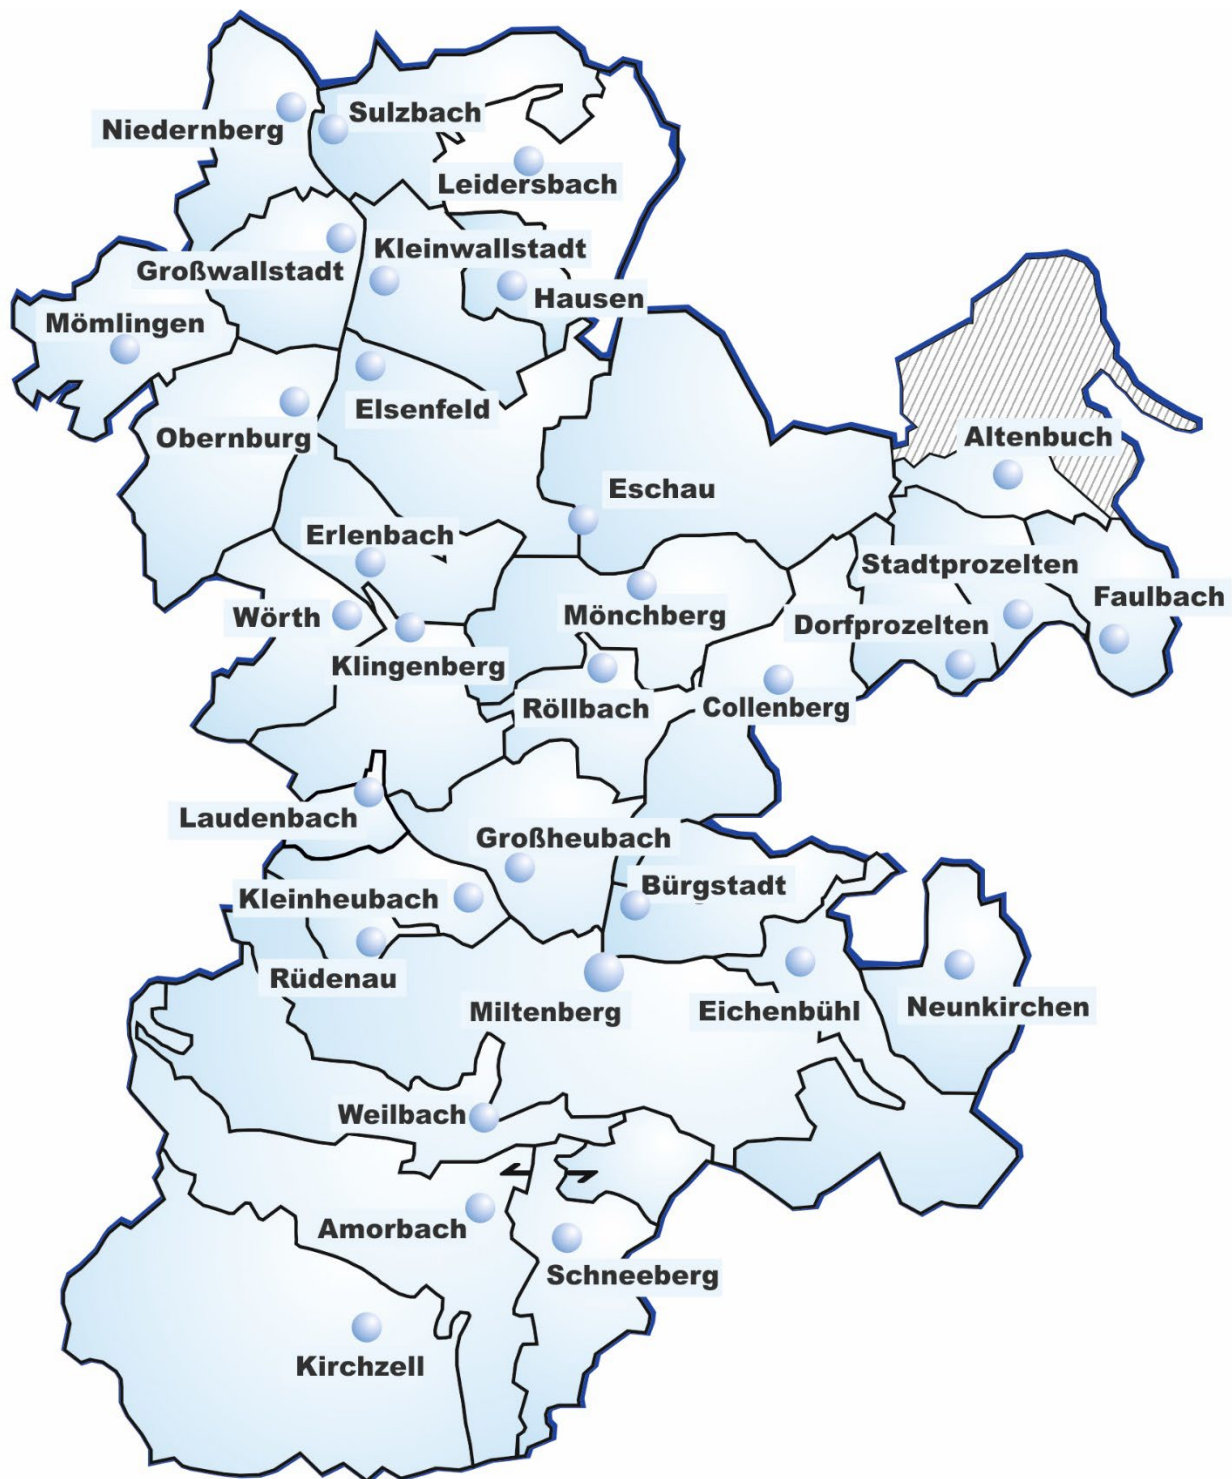 Sulzbach
Niedernberg
Leidersbach
Kleinwallstadt
Großwallstadt
Hausen
Mömlingen
Elsenfeld
Obernburg
Altenbuch
Eschau
Erlenbach
Stadtprozelten
Faulbach
Wörth
Mönchberg
Dorfprozelten
Klingenberg
Röllbach
Collenberg
Laudenbach
Großheubach
Bürgstadt
Kleinheubach
Rüdenau
Miltenberg
Eichenbühl
Neunkirchen
Weilbach
Amorbach
Schneeberg
Kirchzell